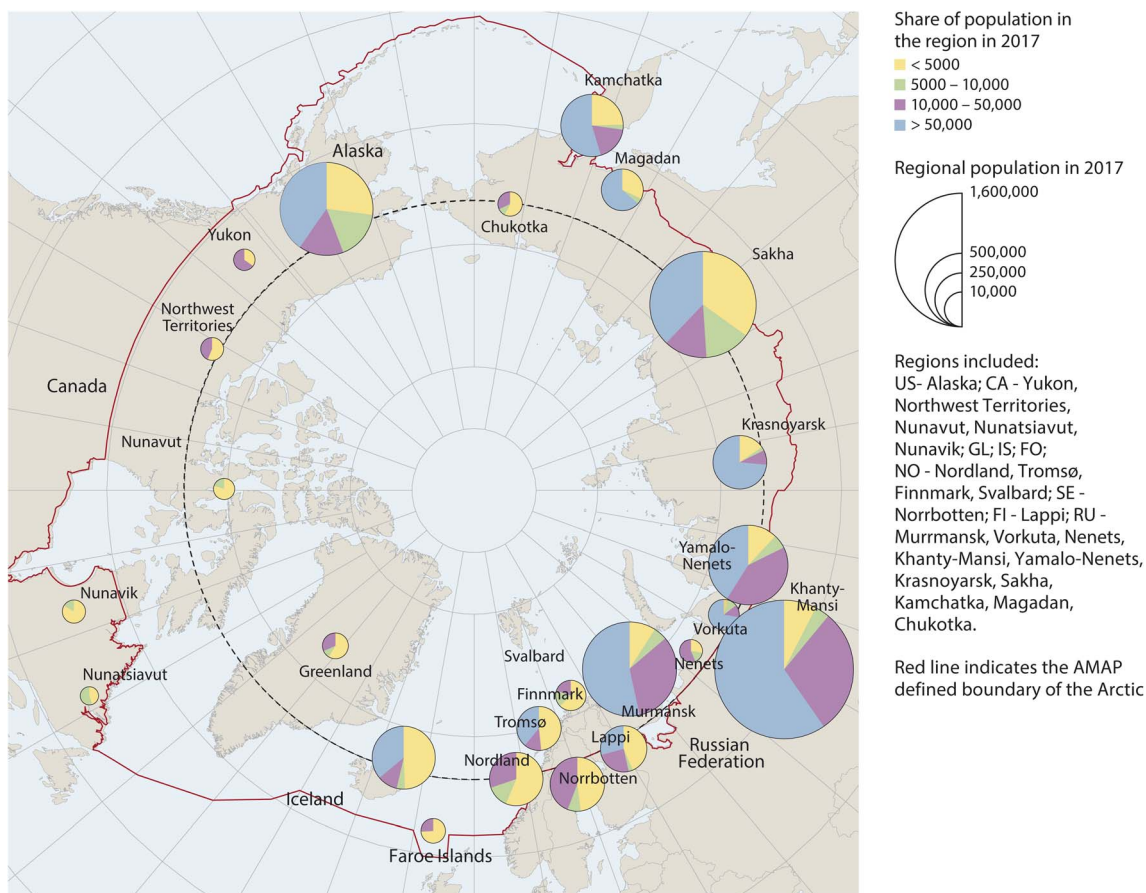 Kamchatka
Alaska
Magadan
Chukotka
Yukon
Sakha
Northwest
Territories
Canada
Krasnoyarsk
Nunavut
Yamalo-
Nenets
Khanty-
Mansi
Nunavik
Vorkuta
Svalbard
Nenets
Greenland
Nunatsiavut
Finnmark
Murmansk
Tromsø
Lappi
Russian
Federation
Nordland
Norrbotten
Iceland
Faroe Islands
Share of population in
the region in 2017
< 5000
5000 – 10,000
10,000 – 50,000
> 50,000
Regional population in 2017
1,600,000
500,000
250,000
10,000
Regions included:
US- Alaska; CA - Yukon,
Northwest Territories,
Nunavut, Nunatsiavut,
Nunavik; GL; IS; FO;
NO - Nordland, Tromsø,
Finnmark, Svalbard; SE -
Norrbotten; FI - Lappi; RU -
Murrmansk, Vorkuta, Nenets,
Khanty-Mansi, Yamalo-Nenets,
Krasnoyarsk, Sakha,
Kamchatka, Magadan,
Chukotka.
Red line indicates the AMAP
defined boundary of the Arctic